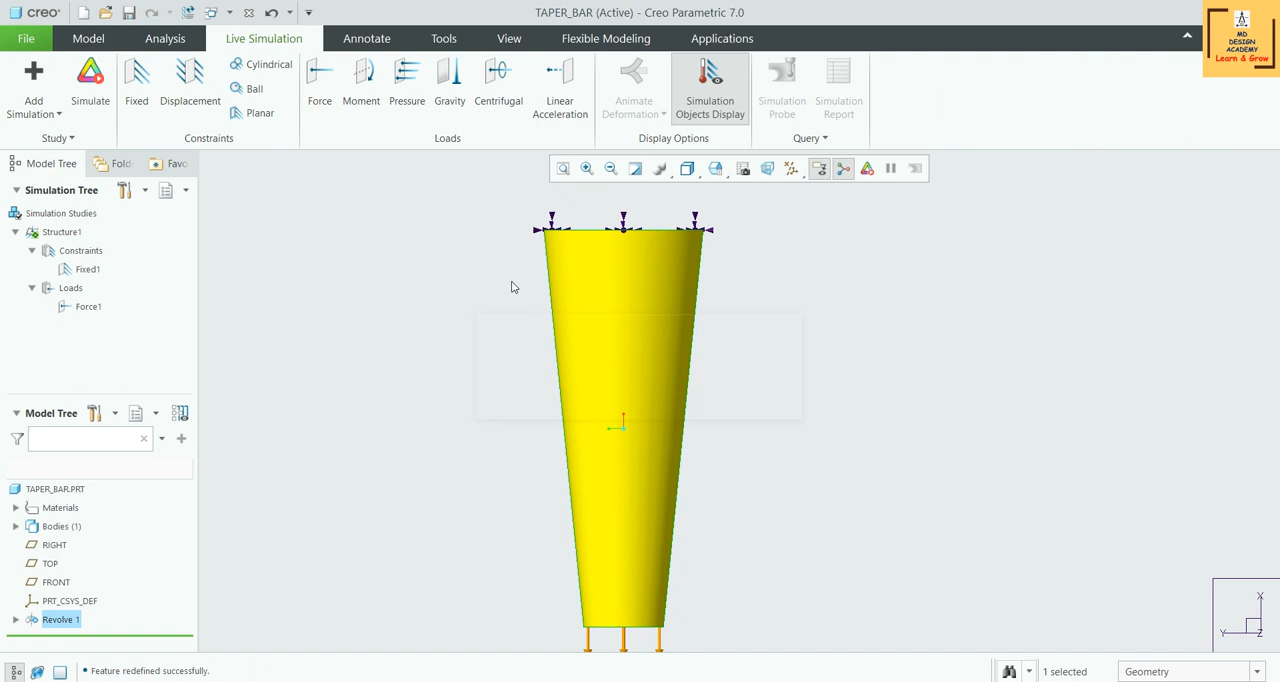 creo
TAPER_BAR (Active) - Creo Parametric 7.0
MD
DESIGN
ACADEMY
Learn & Grow
File Model Analysis Live Simulation Annotate Tools View Flexible Modeling Applications
Add Simulation
Simulate
Fixed
Displacement
Cylindrical
Ball
Planar
Force
Moment
Pressure
Gravity
Centrifugal
Linear Acceleration
Animate Deformation
Simulation Objects Display
Simulation Probe
Simulation Report
Study Constraints Loads Display Options Query
Model Tree Fold Favo
Simulation Tree
Simulation Studies
Structure1
Constraints
Fixed1
Loads
Force1
Model Tree
TAPER_BAR.PRT
Materials
Bodies (1)
RIGHT
TOP
FRONT
PRT_CSYS_DEF
Revolve 1
X
Y
Z
Feature redefined successfully.
1 selected
Geometry